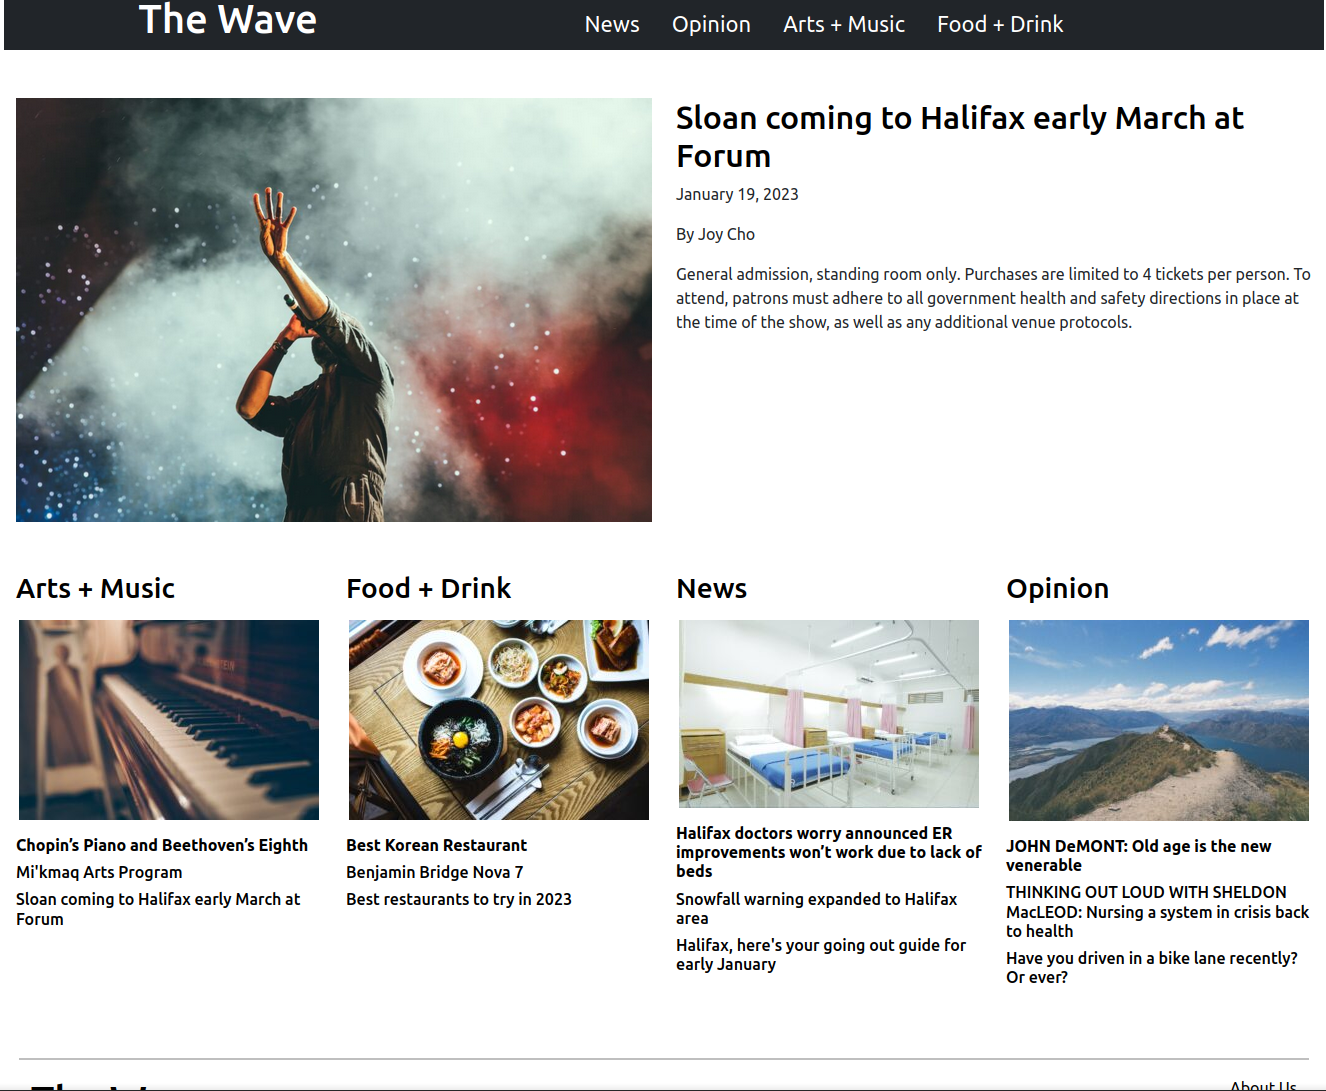 The Wave
News Opinion Arts + Music Food + Drink
Sloan coming to Halifax early March at
Forum
January 19, 2023
By Joy Cho
General admission, standing room only. Purchases are limited to 4 tickets per person. To
attend, patrons must adhere to all government health and safety directions in place at
the time of the show, as well as any additional venue protocols.
Arts + Music
Chopin’s Piano and Beethoven’s Eighth
Mi'kmaq Arts Program
Sloan coming to Halifax early March at
Forum
Food + Drink
Best Korean Restaurant
Benjamin Bridge Nova 7
Best restaurants to try in 2023
News
Halifax doctors worry announced ER
improvements won’t work due to lack of
beds
Snowfall warning expanded to Halifax
area
Halifax, here's your going out guide for
early January
Opinion
JOHN DeMONT: Old age is the new
venerable
THINKING OUT LOUD WITH SHELDON
MacLEOD: Nursing a system in crisis back
to health
Have you driven in a bike lane recently?
Or ever?
About Us